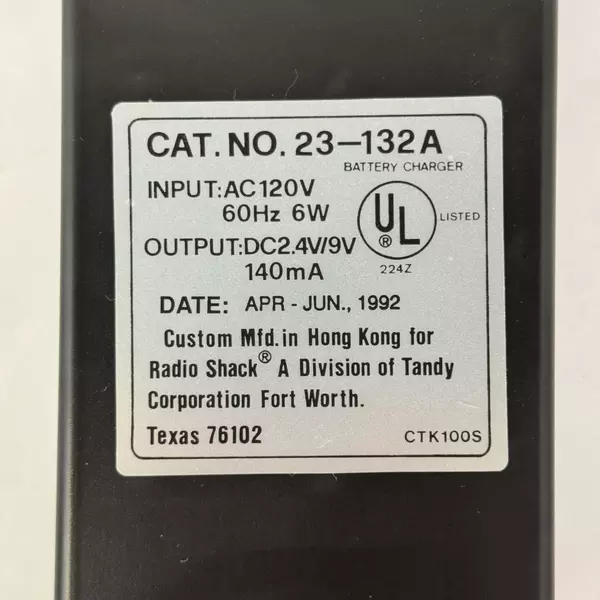 CAT. NO. 23-132A
BATTERY CHARGER
INPUT: AC120V
60Hz 6W
UL
®
LISTED
224Z
OUTPUT: DC2.4V/9V
140mA
DATE: APR - JUN., 1992
Custom Mfd. in Hong Kong for
Radio Shack® A Division of Tandy
Corporation Fort Worth.
Texas 76102
CTK100S